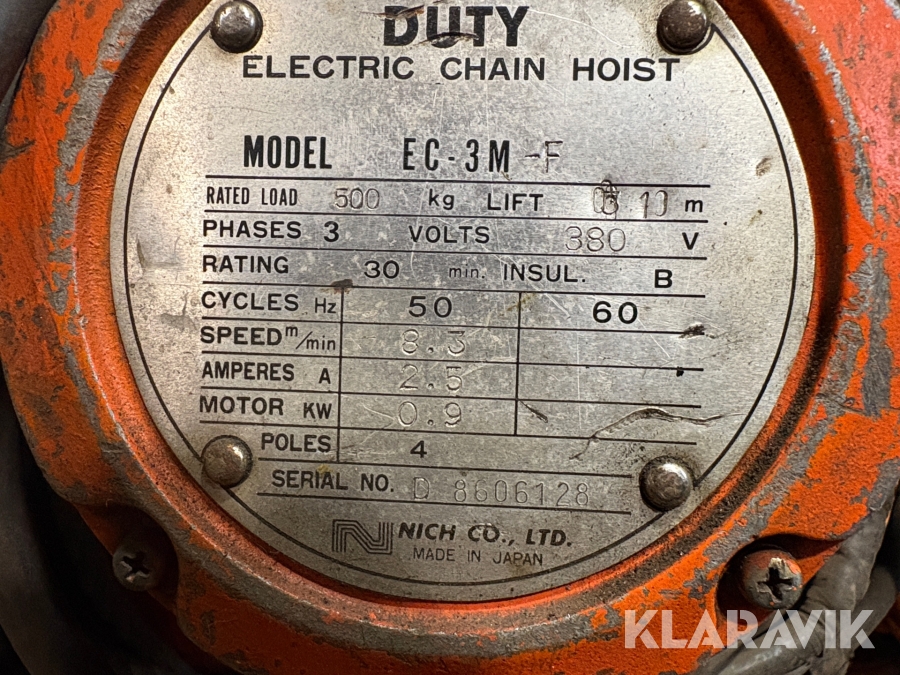 DUTY
ELECTRIC CHAIN HOIST
MODEL EC-3M-F
RATED LOAD 500 kg LIFT 10 m
PHASES 3 VOLTS 380 V
RATING 30 min. INSUL. B
CYCLES Hz 50 60
SPEED m/min 8.3
AMPERES A 2.5
MOTOR KW 0.9
POLES 4
SERIAL NO. D 8606128
N NICH CO., LTD.
MADE IN JAPAN
KLARAVIK